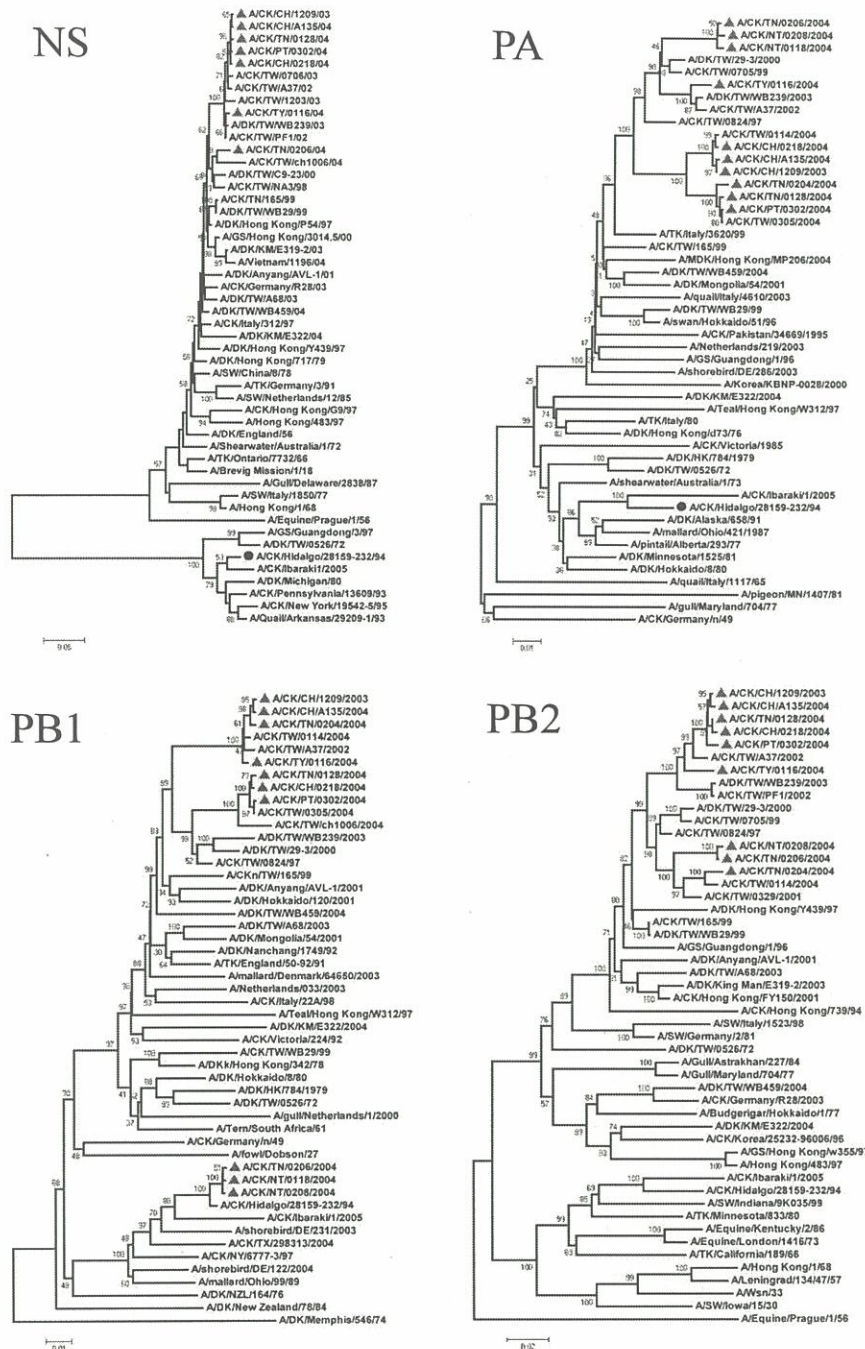 NS
A/CK/CH/1209/03
A/CK/CH/A135/04
A/CK/TN/0128/04
A/CK/PT/0302/04
A/CK/CH/0218/04
A/CK/TW/0706/03
A/CK/TW/A37/02
A/CK/TW/1203/03
A/CK/TY/0116/04
A/DK/TW/WB239/03
A/CK/TW/PF1/02
A/CK/TN/0206/04
A/CK/TW/ch1006/04
A/DK/TW/C9-23/00
A/CK/TW/NA3/98
A/CK/TN/165/99
A/DK/TW/WB29/99
A/DK/Hong Kong/P54/97
A/GS/Hong Kong/3014.5/00
A/DK/KM/E319-2/03
A/Vietnam/1196/04
A/DK/Anyang/AVL-1/01
A/CK/Germany/R28/03
A/DK/TW/A68/03
A/DK/TW/WB459/04
A/CK/Italy/312/97
A/DK/KM/E322/04
A/DK/Hong Kong/Y439/97
A/DK/Hong Kong/717/79
A/SW/China/8/78
A/TK/Germany/3/91
A/SW/Netherlands/12/85
A/CK/Hong Kong/G9/97
A/Hong Kong/483/97
A/DK/England/56
A/Shearwater/Australia/1/72
A/TK/Ontario/7732/66
A/Brevig Mission/1/18
A/Gull/Delaware/2838/87
A/SW/Italy/1850/77
A/Hong Kong/1/68
A/Equine/Prague/1/56
A/GS/Guangdong/3/97
A/DK/TW/0526/72
A/CK/Hidalgo/28159-232/94
A/CK/Ibaraki1/2005
A/DK/Michigan/80
A/CK/Pennsylvania/13609/93
A/CK/New York/19542-5/95
A/Quail/Arkansas/29209-1/93
0.05
PA
A/CK/TN/0206/2004
A/CK/NT/0208/2004
A/CK/NT/0118/2004
A/DK/TW/29-3/2000
A/CK/TW/0705/99
A/CK/TY/0116/2004
A/DK/TW/WB239/2003
A/CK/TW/A37/2002
A/CK/TW/0824/97
A/CK/TW/0114/2004
A/CK/CH/0218/2004
A/CK/CH/A135/2004
A/CK/CH/1209/2003
A/CK/TN/0204/2004
A/CK/TN/0128/2004
A/CK/PT/0302/2004
A/CK/TW/0305/2004
A/TK/Italy/3620/99
A/CK/TW/165/99
A/MDK/Hong Kong/MP206/2004
A/DK/TW/WB459/2004
A/DK/Mongolia/54/2001
A/quail/Italy/4610/2003
A/DK/TW/WB29/99
A/swan/Hokkaido/51/96
A/CK/Pakistan/34669/1995
A/Netherlands/219/2003
A/GS/Guangdong/1/96
A/shorebird/DE/286/2003
A/Korea/KBNP-0028/2000
A/DK/KM/E322/2004
A/Teal/Hong Kong/W312/97
A/TK/Italy/80
A/DK/Hong Kong/d73/76
A/CK/Victoria/1985
A/DK/HK/784/1979
A/DK/TW/0526/72
A/shearwater/Australia/1/73
A/CK/Ibaraki/1/2005
A/CK/Hidalgo/28159-232/94
A/DK/Alaska/658/91
A/mallard/Ohio/421/1987
A/pintail/Alberta/293/77
A/DK/Minnesota/1525/81
A/DK/Hokkaido/8/80
A/quail/Italy/1117/65
A/pigeon/MN/1407/81
A/gull/Maryland/704/77
A/CK/Germany/n/49
0.01
PB1
A/CK/CH/1209/2003
A/CK/CH/A135/2004
A/CK/TN/0204/2004
A/CK/TW/0114/2004
A/CK/TW/A37/2002
A/CK/TY/0116/2004
A/CK/TN/0128/2004
A/CK/CH/0218/2004
A/CK/PT/0302/2004
A/CK/TW/0305/2004
A/CK/TW/ch1006/2004
A/DK/TW/WB239/2003
A/DK/TW/29-3/2000
A/CK/TW/0824/97
A/CKn/TW/165/99
A/DK/Anyang/AVL-1/2001
A/DK/Hokkaido/120/2001
A/DK/TW/WB459/2004
A/DK/TW/A68/2003
A/DK/Mongolia/54/2001
A/DK/Nanchang/1749/92
A/TK/England/50-92/91
A/mallard/Denmark/64650/2003
A/Netherlands/033/2003
A/CK/Italy/22A/98
A/Teal/Hong Kong/W312/97
A/DK/KM/E322/2004
A/CK/Victoria/224/92
A/CK/TW/WB29/99
A/DKk/Hong Kong/342/78
A/DK/Hokkaido/8/80
A/DK/HK/784/1979
A/DK/TW/0526/72
A/gull/Netherlands/1/2000
A/Tern/South Africa/61
A/CK/Germany/n/49
A/fowl/Dobson/27
A/CK/TN/0206/2004
A/CK/NT/0118/2004
A/CK/NT/0208/2004
A/CK/Hidalgo/28159-232/94
A/CK/Ibaraki/1/2005
A/shorebird/DE/231/2003
A/CK/TX/298313/2004
A/CK/NY/6777-3/97
A/shorebird/DE/122/2004
A/mallard/Ohio/99/89
A/DK/NZL/164/76
A/DK/New Zealand/78/84
A/DK/Memphis/546/74
0.01
PB2
A/CK/CH/1209/2003
A/CK/CH/A135/2004
A/CK/TN/0128/2004
A/CK/CH/0218/2004
A/CK/PT/0302/2004
A/CK/TW/A37/2002
A/CK/TY/0116/2004
A/DK/TW/WB239/2003
A/CK/TW/PF1/2002
A/DK/TW/29-3/2000
A/CK/TW/0705/99
A/CK/TW/0824/97
A/CK/NT/0208/2004
A/CK/TN/0206/2004
A/CK/TN/0204/2004
A/CK/TW/0114/2004
A/CK/TW/0329/2001
A/DK/Hong Kong/Y439/97
A/CK/TW/165/99
A/DK/TW/WB29/99
A/GS/Guangdong/1/96
A/DK/Anyang/AVL-1/2001
A/DK/TW/A68/2003
A/DK/King Man/E319-2/2003
A/CK/Hong Kong/FY150/2001
A/CK/Hong Kong/739/94
A/SW/Italy/1523/98
A/SW/Germany/2/81
A/DK/TW/0526/72
A/Gull/Astrakhan/227/84
A/Gull/Maryland/704/77
A/DK/TW/WB459/2004
A/CK/Germany/R28/2003
A/Budgerigar/Hokkaido/1/77
A/DK/KM/E322/2004
A/CK/Korea/25232-96006/96
A/GS/Hong Kong/w355/97
A/Hong Kong/483/97
A/CK/Ibaraki/1/2005
A/CK/Hidalgo/28159-232/94
A/SW/Indiana/9K035/99
A/TK/Minnesota/833/80
A/Equine/Kentucky/2/86
A/Equine/London/1416/73
A/TK/California/189/66
A/Hong Kong/1/68
A/Leningrad/134/47/57
A/Wsn/33
A/SW/Iowa/15/30
A/Equine/Prague/1/56
0.02